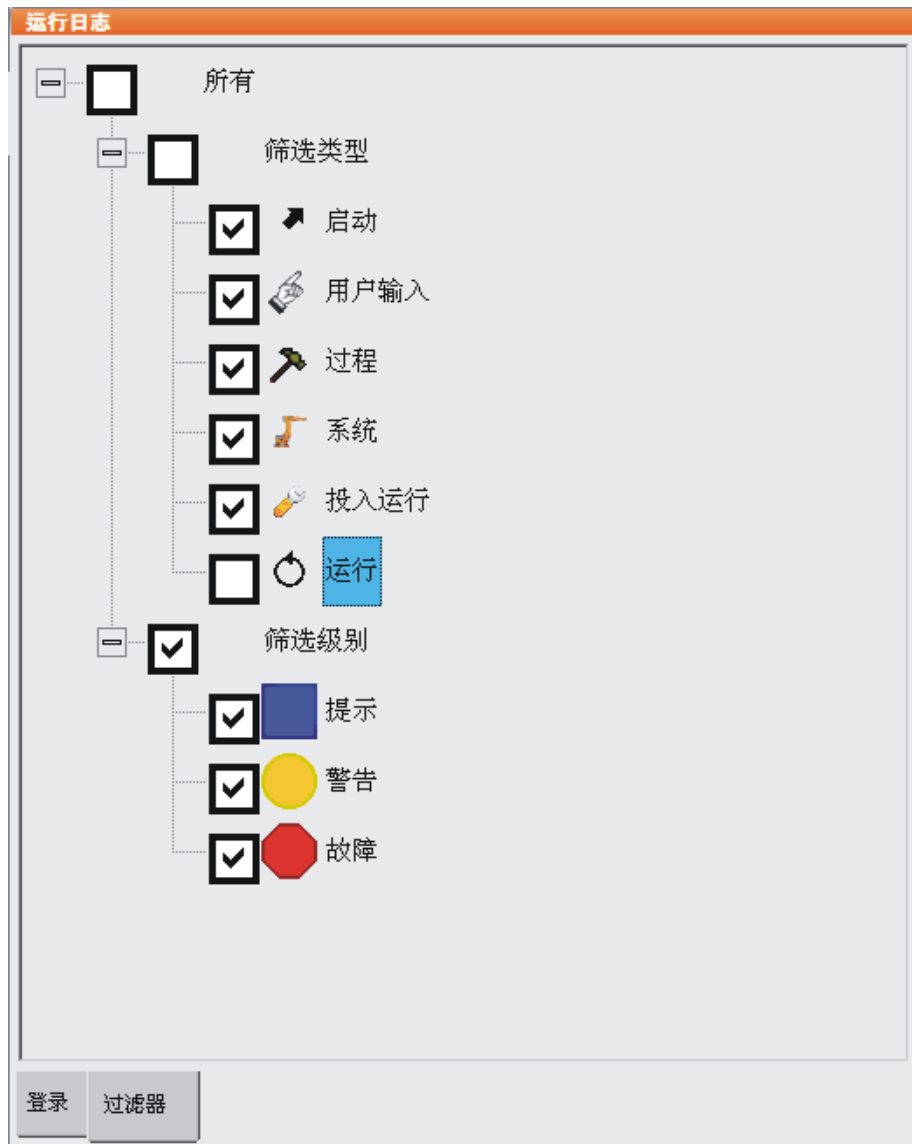 运行日志
所有
筛选类型
启动
用户输入
过程
系统
投入运行
运行
筛选级别
提示
警告
故障
登录 过滤器